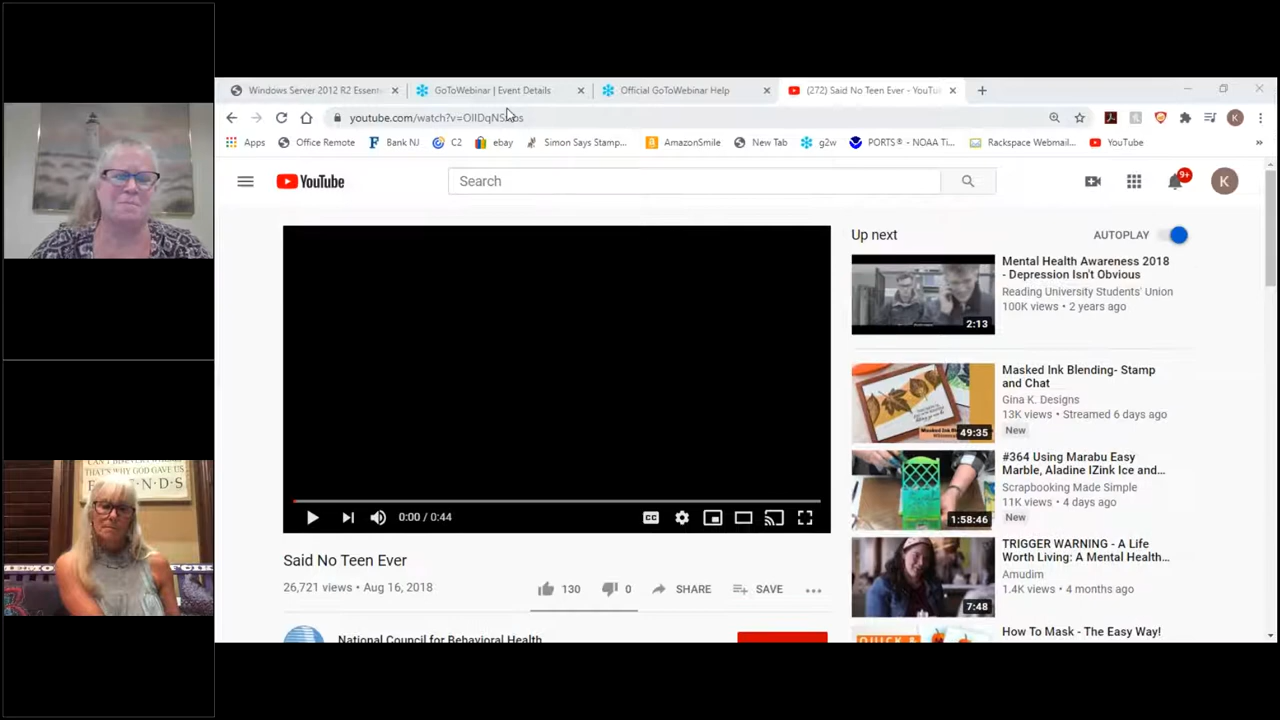 Windows Server 2012 R2 Essent
GoToWebinar | Event Details
Official GoToWebinar Help
(272) Said No Teen Ever - YouTu
Apps
Office Remote
Bank NJ
C2
ebay
Simon Says Stamp...
AmazonSmile
New Tab
g2w
PORTS® - NOAA Ti...
Rackspace Webmail...
YouTube
»
YouTube
Search
9+
K
Up next
AUTOPLAY
Mental Health Awareness 2018
- Depression Isn't Obvious
Reading University Students' Union
100K views • 2 years ago
2:13
Masked Ink Blending- Stamp
and Chat
Gina K. Designs
13K views • Streamed 6 days ago
New
49:35
#364 Using Marabu Easy
Marble, Aladine IZink Ice and...
Scrapbooking Made Simple
11K views • 4 days ago
New
1:58:46
TRIGGER WARNING - A Life
Worth Living: A Mental Health...
Amudim
1.4K views • 4 months ago
7:48
How To Mask - The Easy Way!
0:00 / 0:44
CC
Said No Teen Ever
26,721 views • Aug 16, 2018
130
0
SHARE
SAVE
National Council for Behavioral Health
THAT'S WHY GOD GAVE US